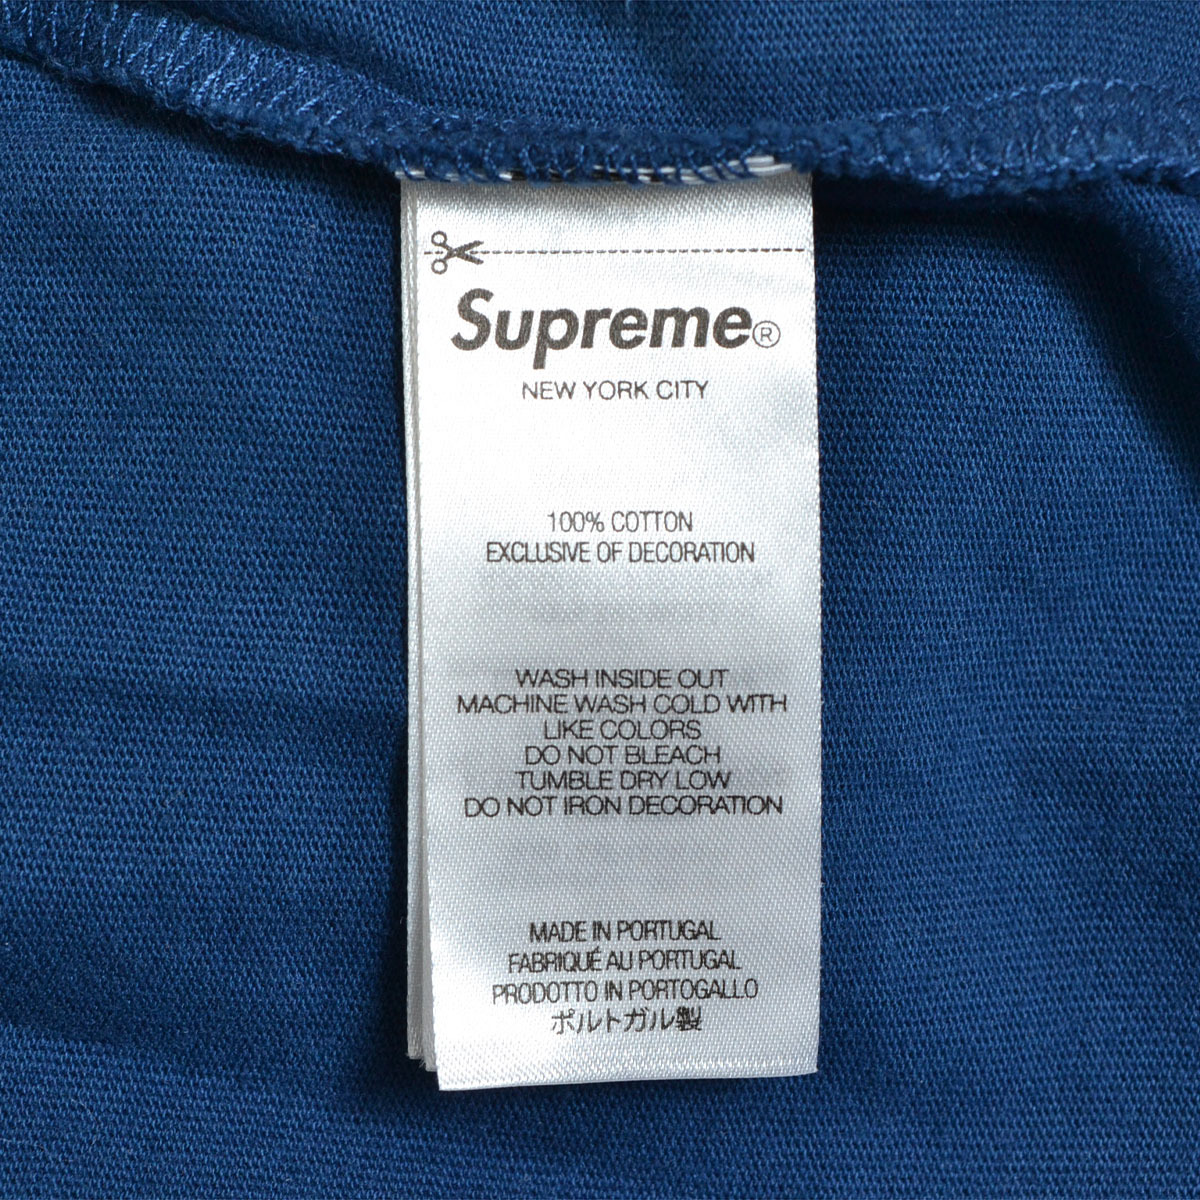 Supreme®
NEW YORK CITY
100% COTTON
EXCLUSIVE OF DECORATION
WASH INSIDE OUT
MACHINE WASH COLD WITH
LIKE COLORS
DO NOT BLEACH
TUMBLE DRY LOW
DO NOT IRON DECORATION
MADE IN PORTUGAL
FABRIQUÉ AU PORTUGAL
PRODOTTO IN PORTOGALLO
ポルトガル製